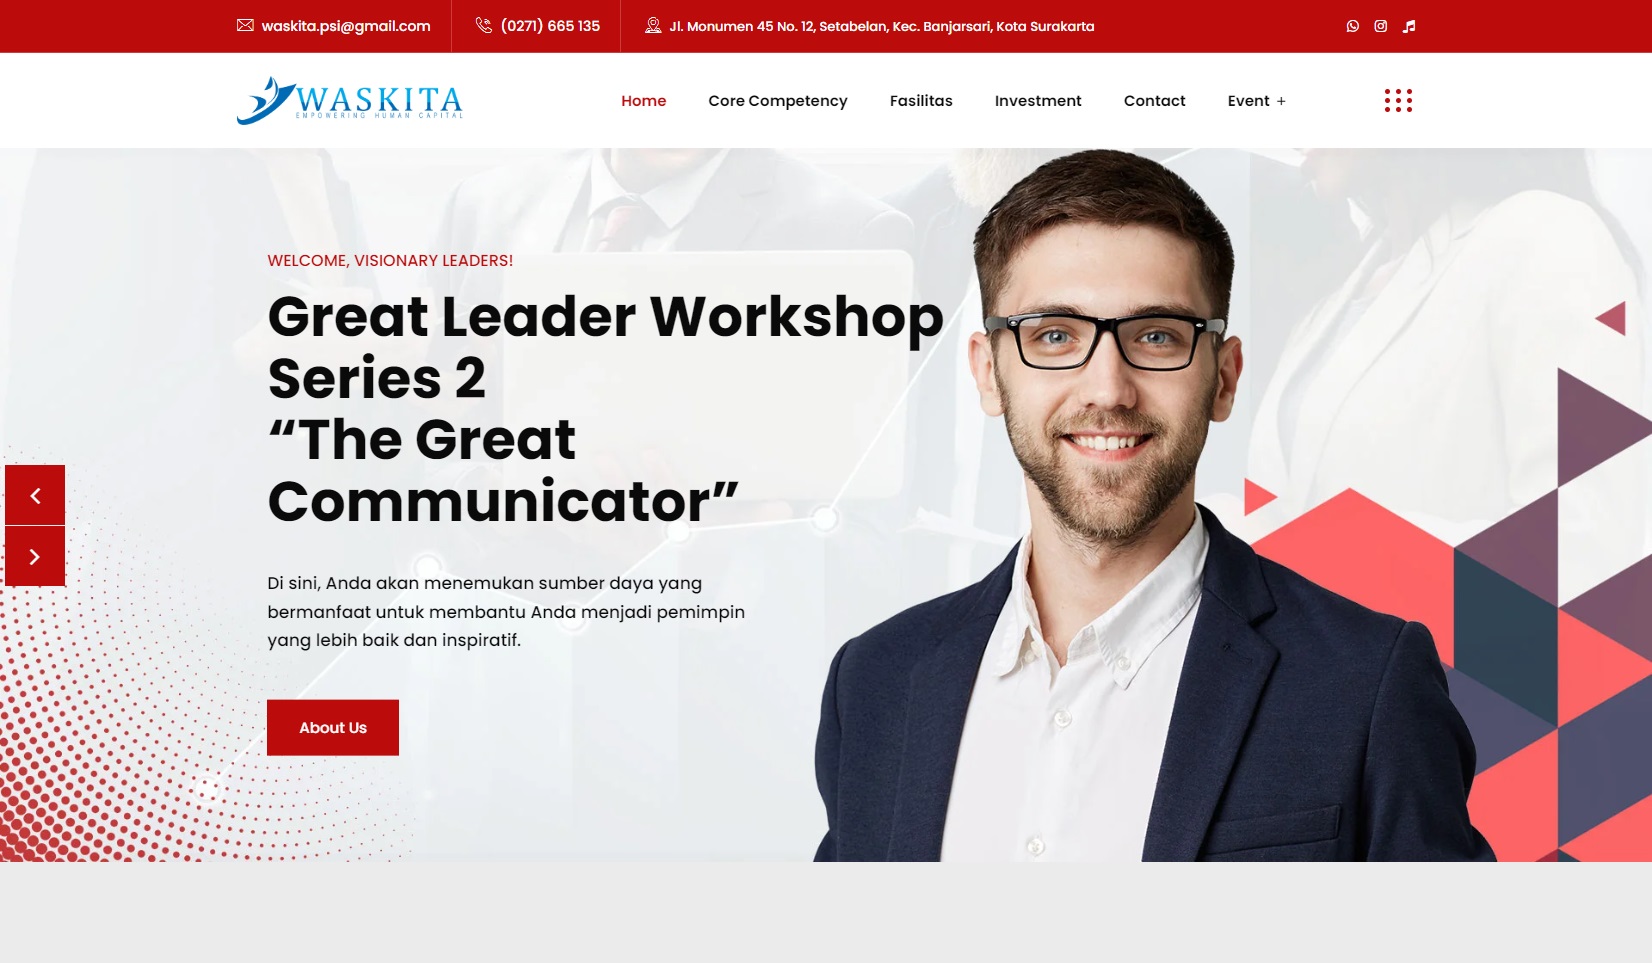 waskita.psi@gmail.com
(0271) 665 135
Jl. Monumen 45 No. 12, Setabelan, Kec. Banjarsari, Kota Surakarta
WASKITA
EMPOWERING HUMAN CAPITAL
Home
Core Competency
Fasilitas
Investment
Contact
Event +
WELCOME, VISIONARY LEADERS!
Great Leader Workshop
Series 2
“The Great
Communicator”
Di sini, Anda akan menemukan sumber daya yang
bermanfaat untuk membantu Anda menjadi pemimpin
yang lebih baik dan inspiratif.
About Us